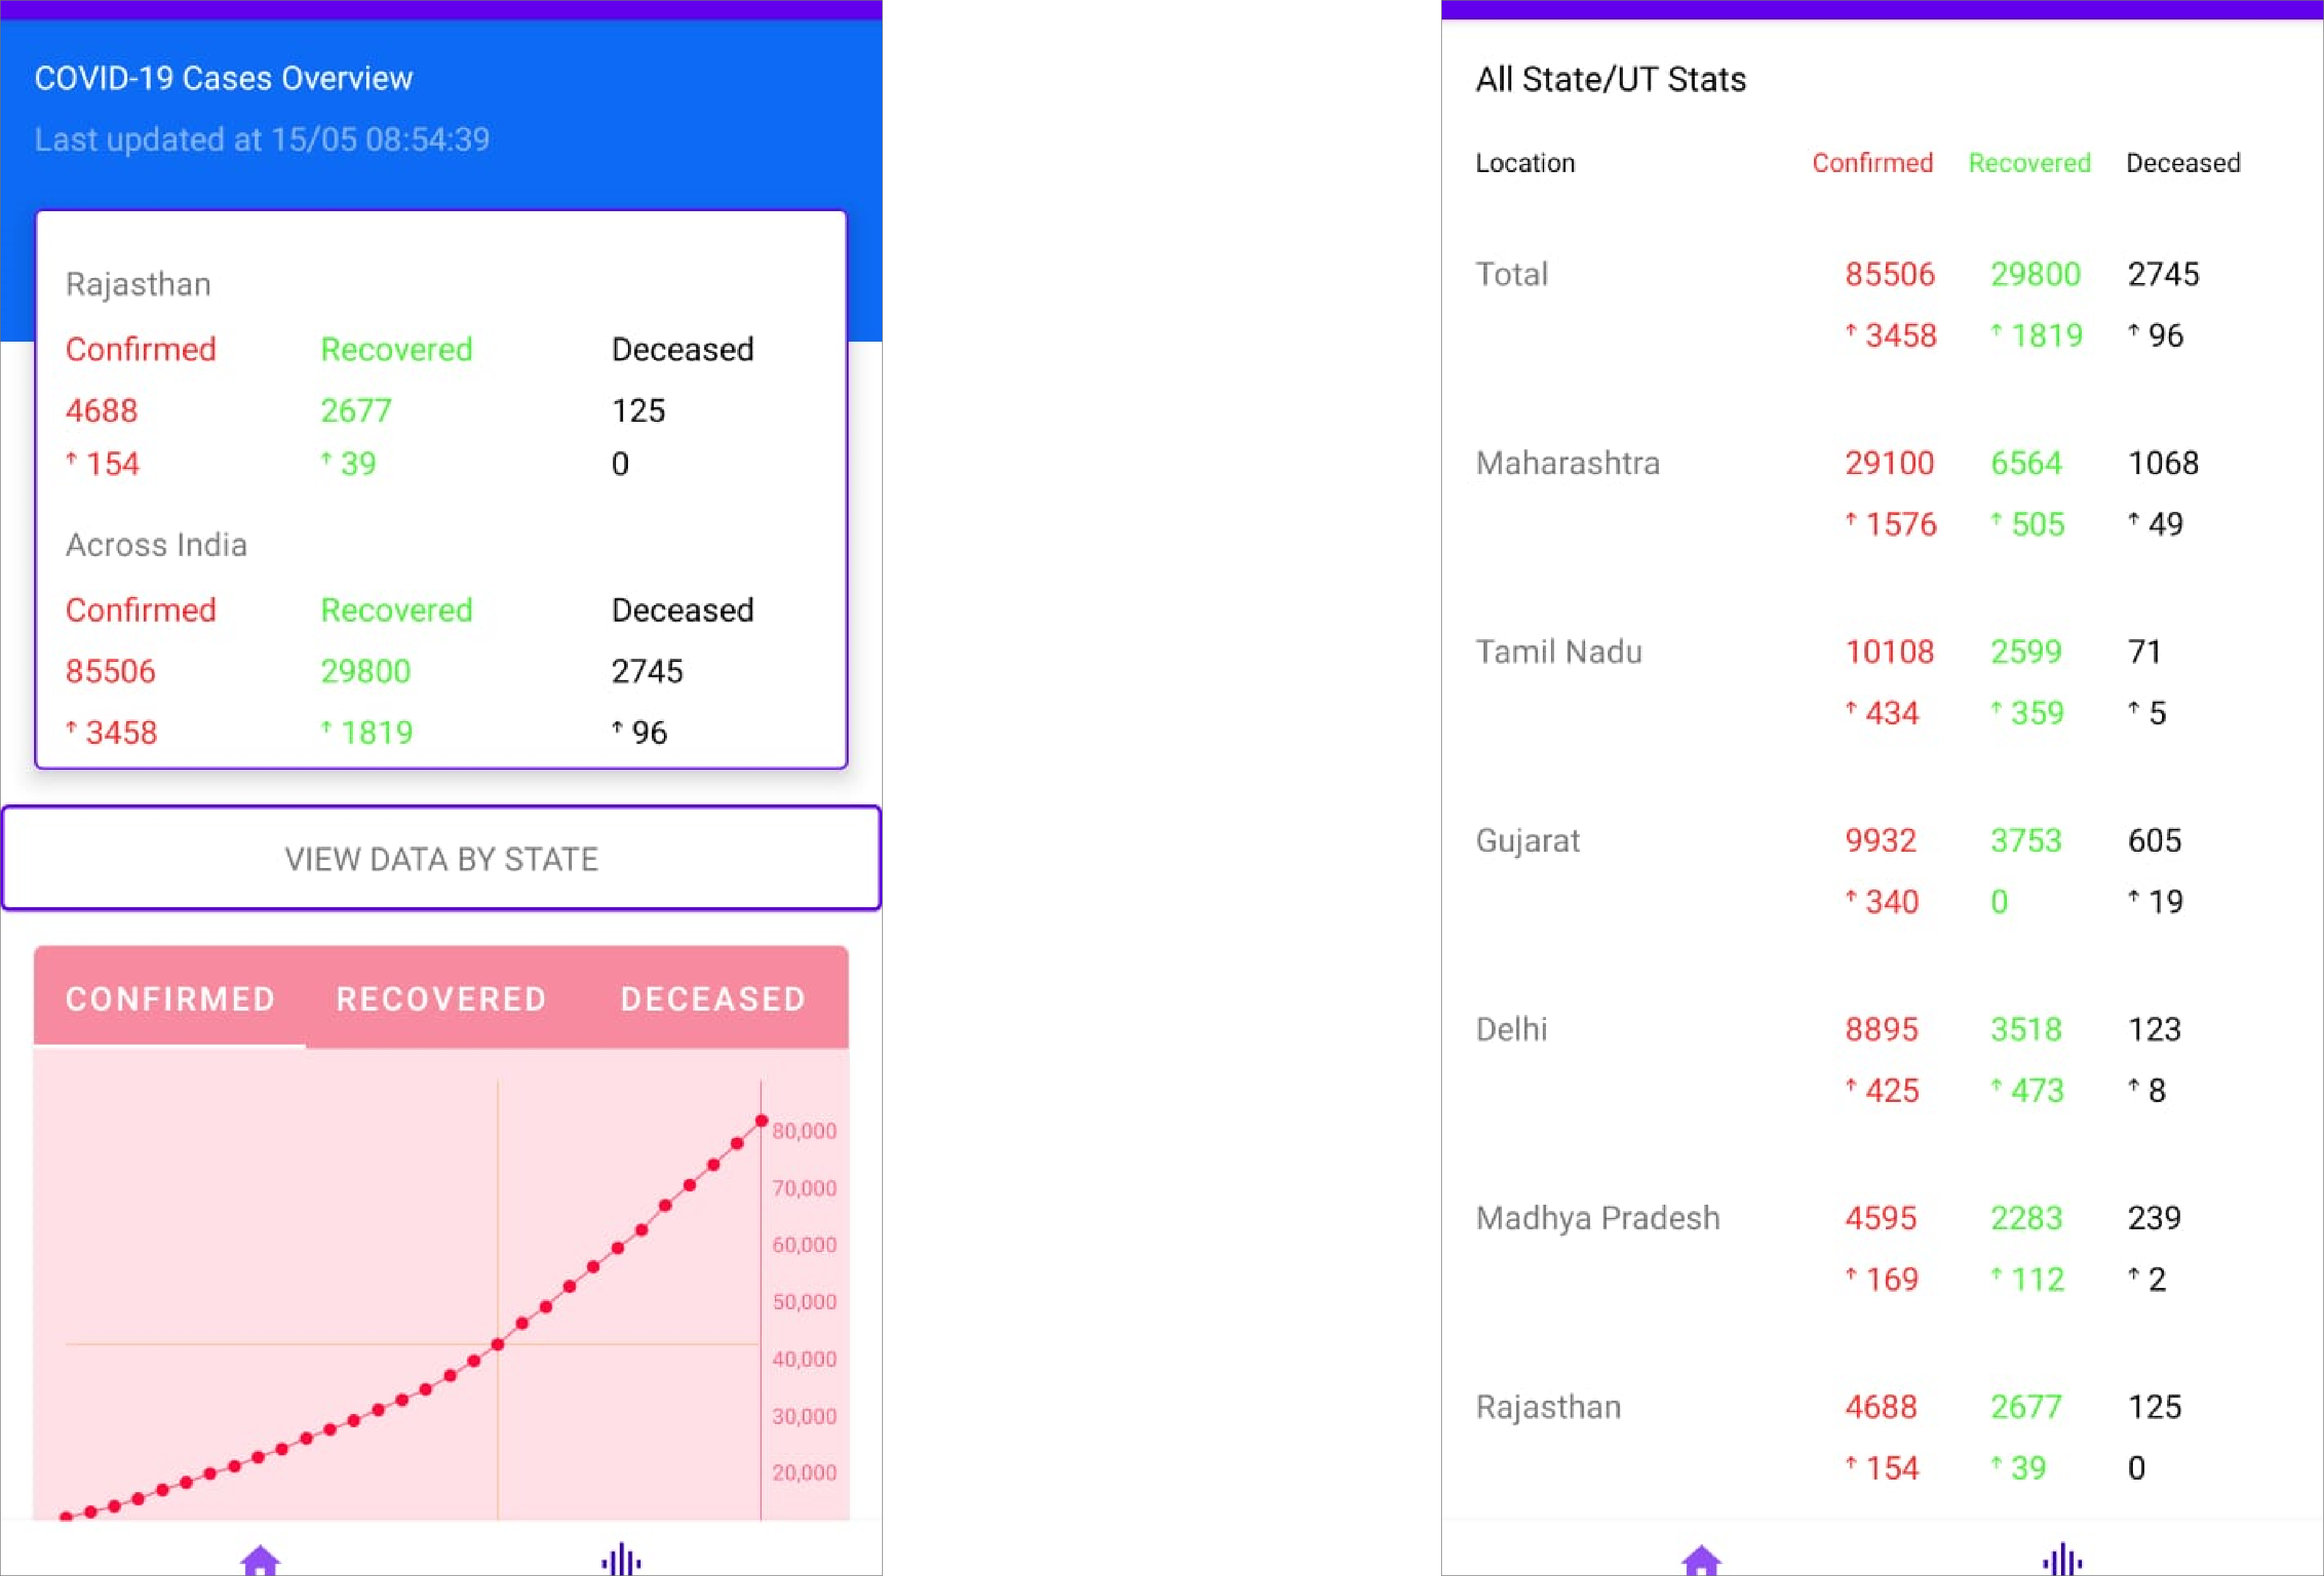 COVID-19 Cases Overview
Last updated at 15/05 08:54:39
Rajasthan
Confirmed Recovered Deceased
4688 2677 125
↑ 154 ↑ 39 0
Across India
Confirmed Recovered Deceased
85506 29800 2745
↑ 3458 ↑ 1819 ↑ 96
VIEW DATA BY STATE
CONFIRMED RECOVERED DECEASED
80,000
70,000
60,000
50,000
40,000
30,000
20,000
All State/UT Stats
Location Confirmed Recovered Deceased
Total 85506 29800 2745
↑ 3458 ↑ 1819 ↑ 96
Maharashtra 29100 6564 1068
↑ 1576 ↑ 505 ↑ 49
Tamil Nadu 10108 2599 71
↑ 434 ↑ 359 ↑ 5
Gujarat 9932 3753 605
↑ 340 0 ↑ 19
Delhi 8895 3518 123
↑ 425 ↑ 473 ↑ 8
Madhya Pradesh 4595 2283 239
↑ 169 ↑ 112 ↑ 2
Rajasthan 4688 2677 125
↑ 154 ↑ 39 0